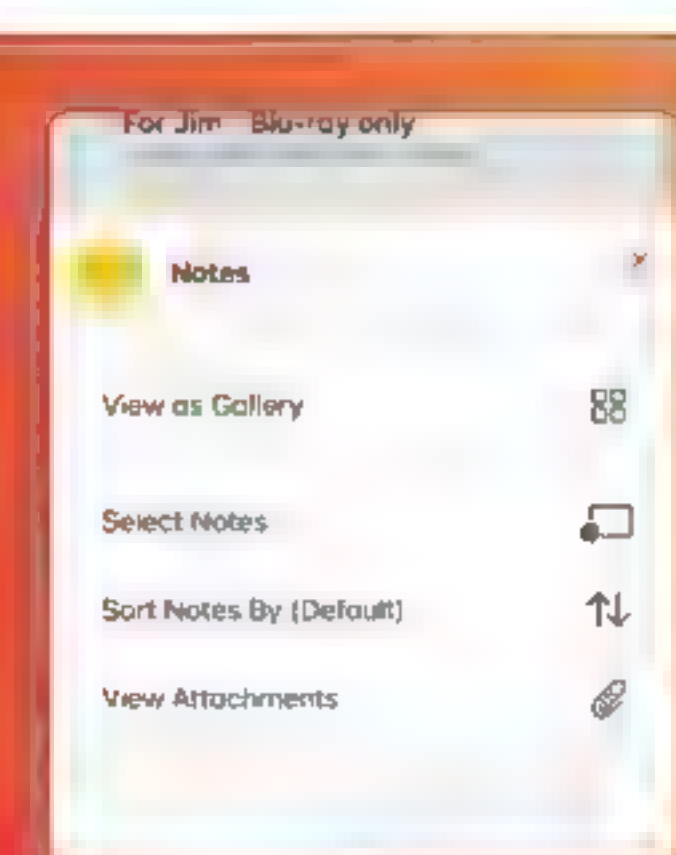 For Jim Blu-ray only
Notes
View as Gallery
Select Notes
Sort Notes By (Default)
View Attachments